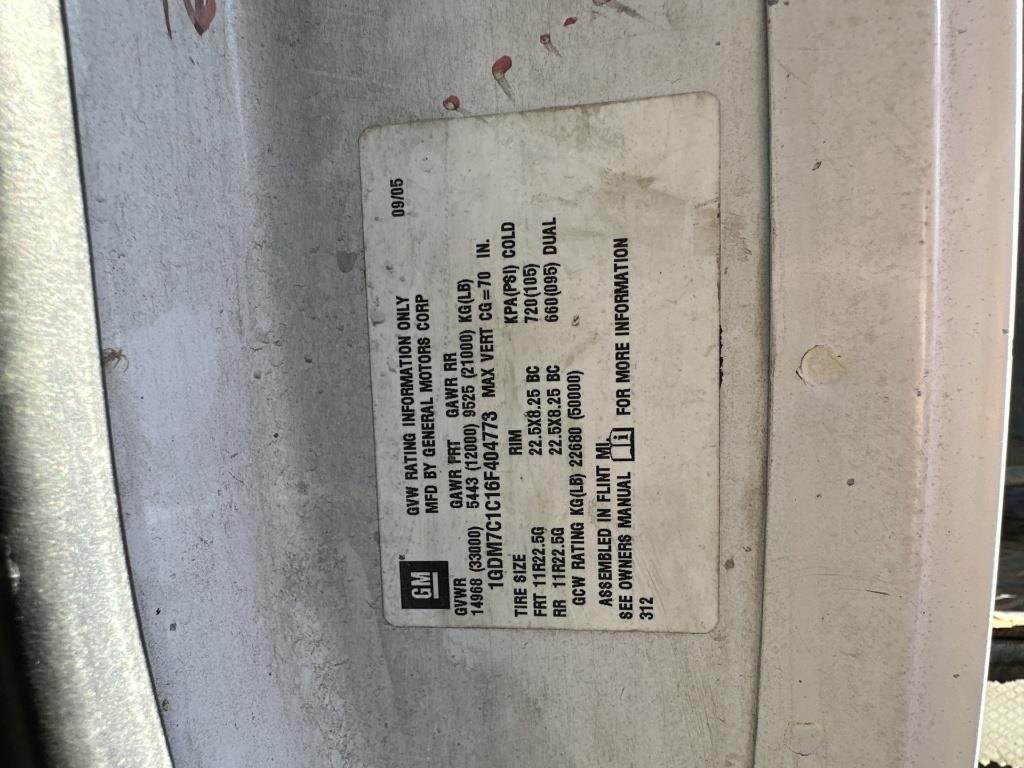 GM
GVW RATING INFORMATION ONLY 09/05
MFD BY GENERAL MOTORS CORP
GVWR GAWR FRT GAWR RR
14968 (33000) 5443 (12000) 9525 (21000) KG(LB)
1GDM7C1C16F404773 MAX VERT CG=70 IN.
TIRE SIZE RIM KPA(PSI) COLD
FRT 11R22.5G 22.5X8.25 BC 720(105)
RR 11R22.5G 22.5X8.25 BC 660(095) DUAL
GCW RATING KG(LB) 22680 (50000)
ASSEMBLED IN FLINT MI.
SEE OWNERS MANUAL i FOR MORE INFORMATION
312